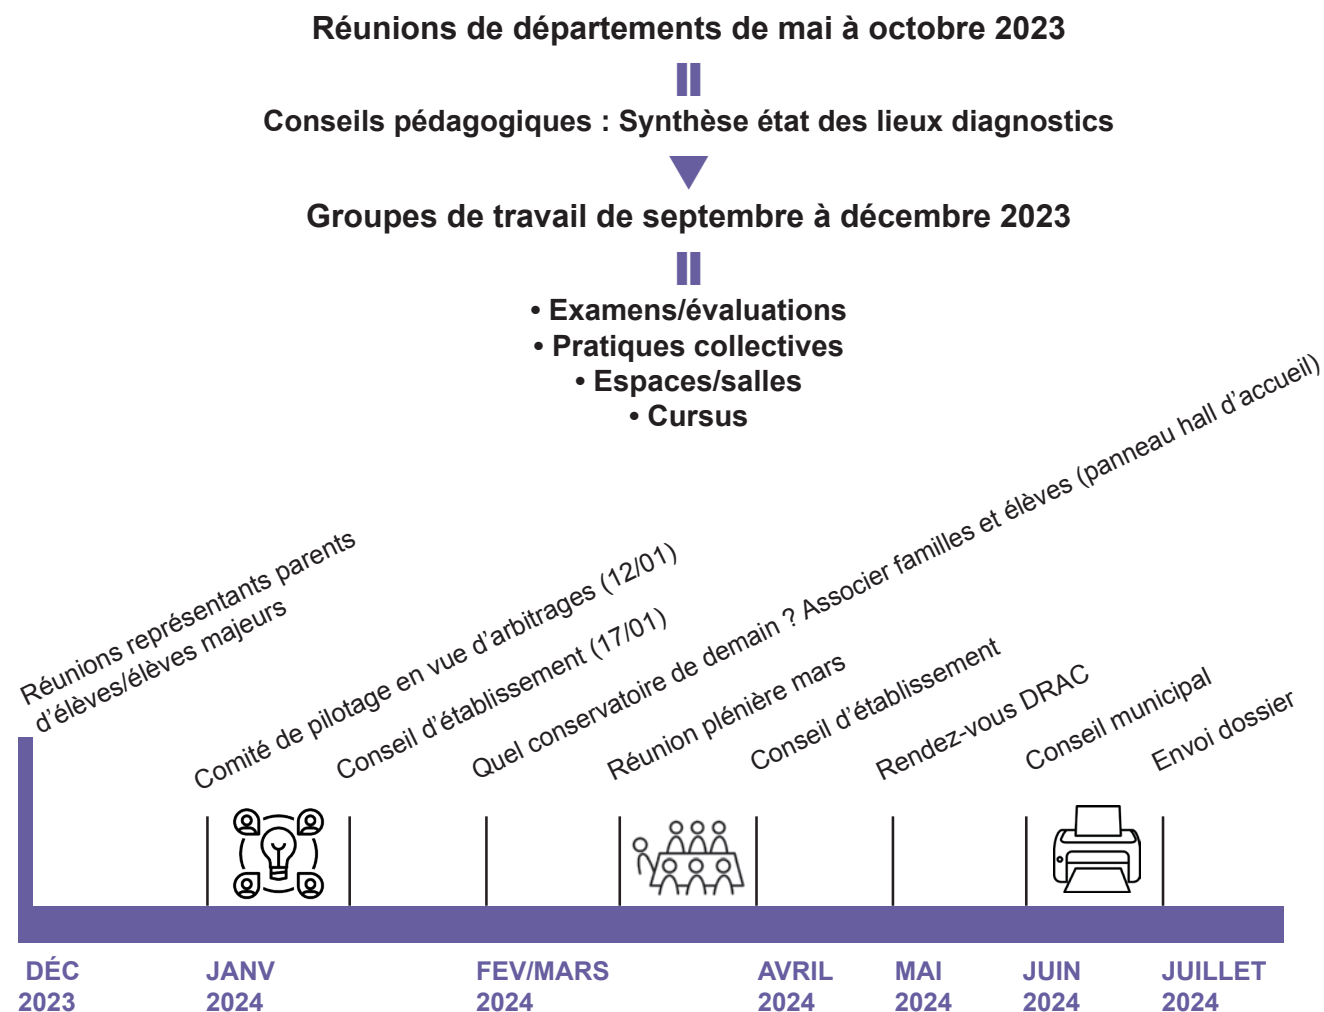 Réunions de départements de mai à octobre 2023
Conseils pédagogiques : Synthèse état des lieux diagnostics
Groupes de travail de septembre à décembre 2023
• Examens/évaluations
• Pratiques collectives
• Espaces/salles
• Cursus
Réunions représentants parents
d’élèves/élèves majeurs
Comité de pilotage en vue d’arbitrages (12/01)
Conseil d’établissement (17/01)
Quel conservatoire de demain ? Associer familles et élèves (panneau hall d’accueil)
Réunion plénière mars
Conseil d’établissement
Rendez-vous DRAC
Conseil municipal
Envoi dossier
DÉC
2023
JANV
2024
FEV/MARS
2024
AVRIL
2024
MAI
2024
JUIN
2024
JUILLET
2024